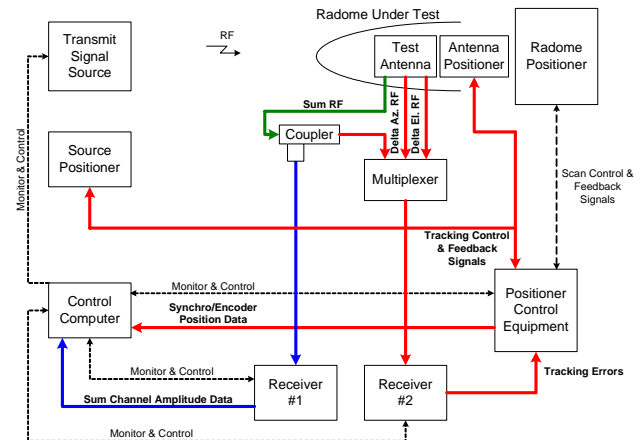 Radome Under Test
Transmit
Signal
Source
RF
Test
Antenna
Antenna
Positioner
Radome
Positioner
Sum RF
Delta Az. RF
Delta El. RF
Coupler
Source
Positioner
Multiplexer
Monitor & Control
Scan Control &
Feedback
Signals
Tracking Control
& Feedback
Signals
Monitor & Control
Control
Computer
Synchro/Encoder
Position Data
Positioner
Control
Equipment
Monitor & Control
Receiver
#1
Receiver
#2
Tracking Errors
Sum Channel Amplitude Data
Monitor & Control